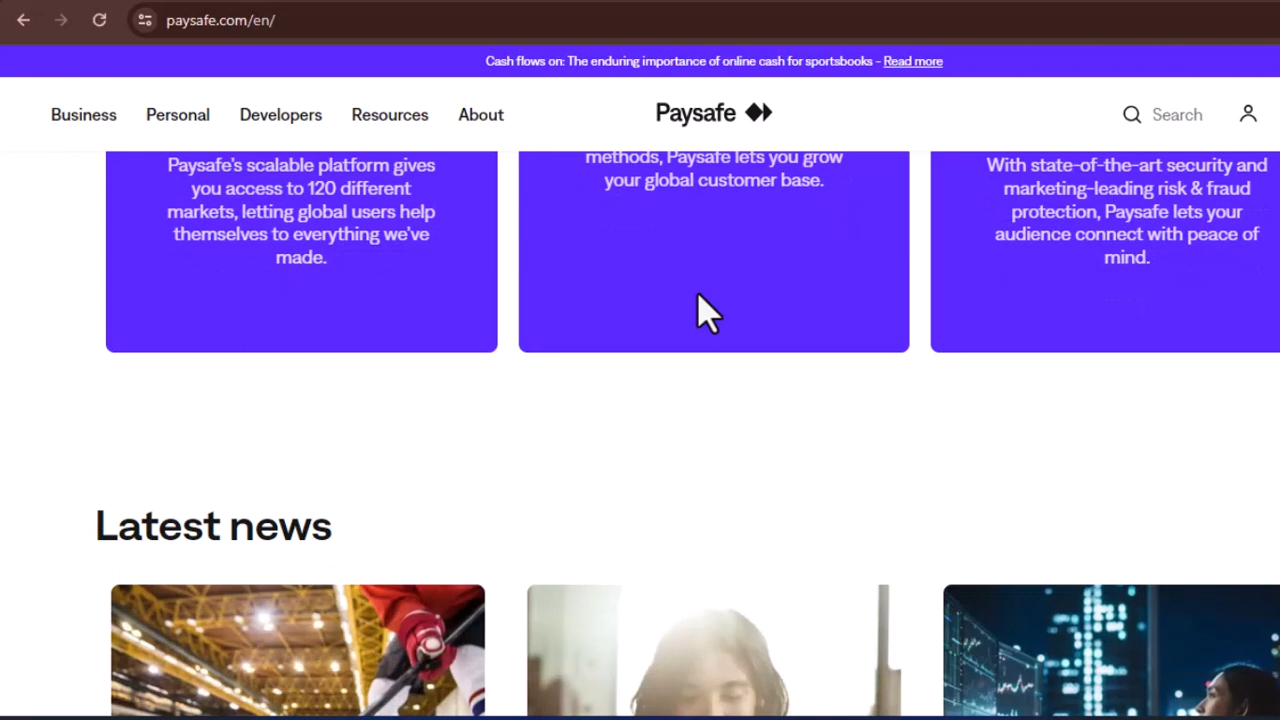 paysafe.com/en/
Cash flows on: The enduring importance of online cash for sportsbooks - Read more
Business Personal Developers Resources About Paysafe Search
Paysafe's scalable platform gives
you access to 120 different
markets, letting global users help
themselves to everything we've
made.
methods, Paysafe lets you grow
your global customer base.
With state-of-the-art security and
marketing-leading risk & fraud
protection, Paysafe lets your
audience connect with peace of
mind.
Latest news